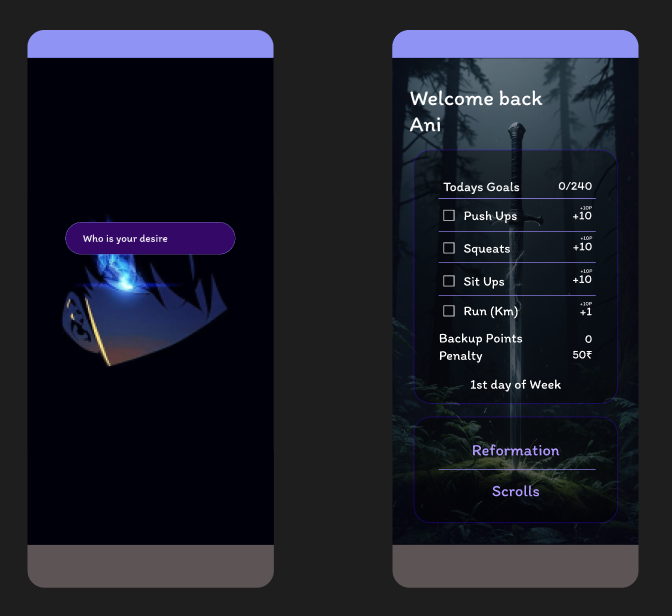 Who is your desire
Welcome back
Ani
Todays Goals 0/240
+10P
Push Ups +10
+10P
Squeats +10
+10P
Sit Ups +10
+10P
Run (Km) +1
Backup Points 0
Penalty 50₹
1st day of Week
Reformation
Scrolls